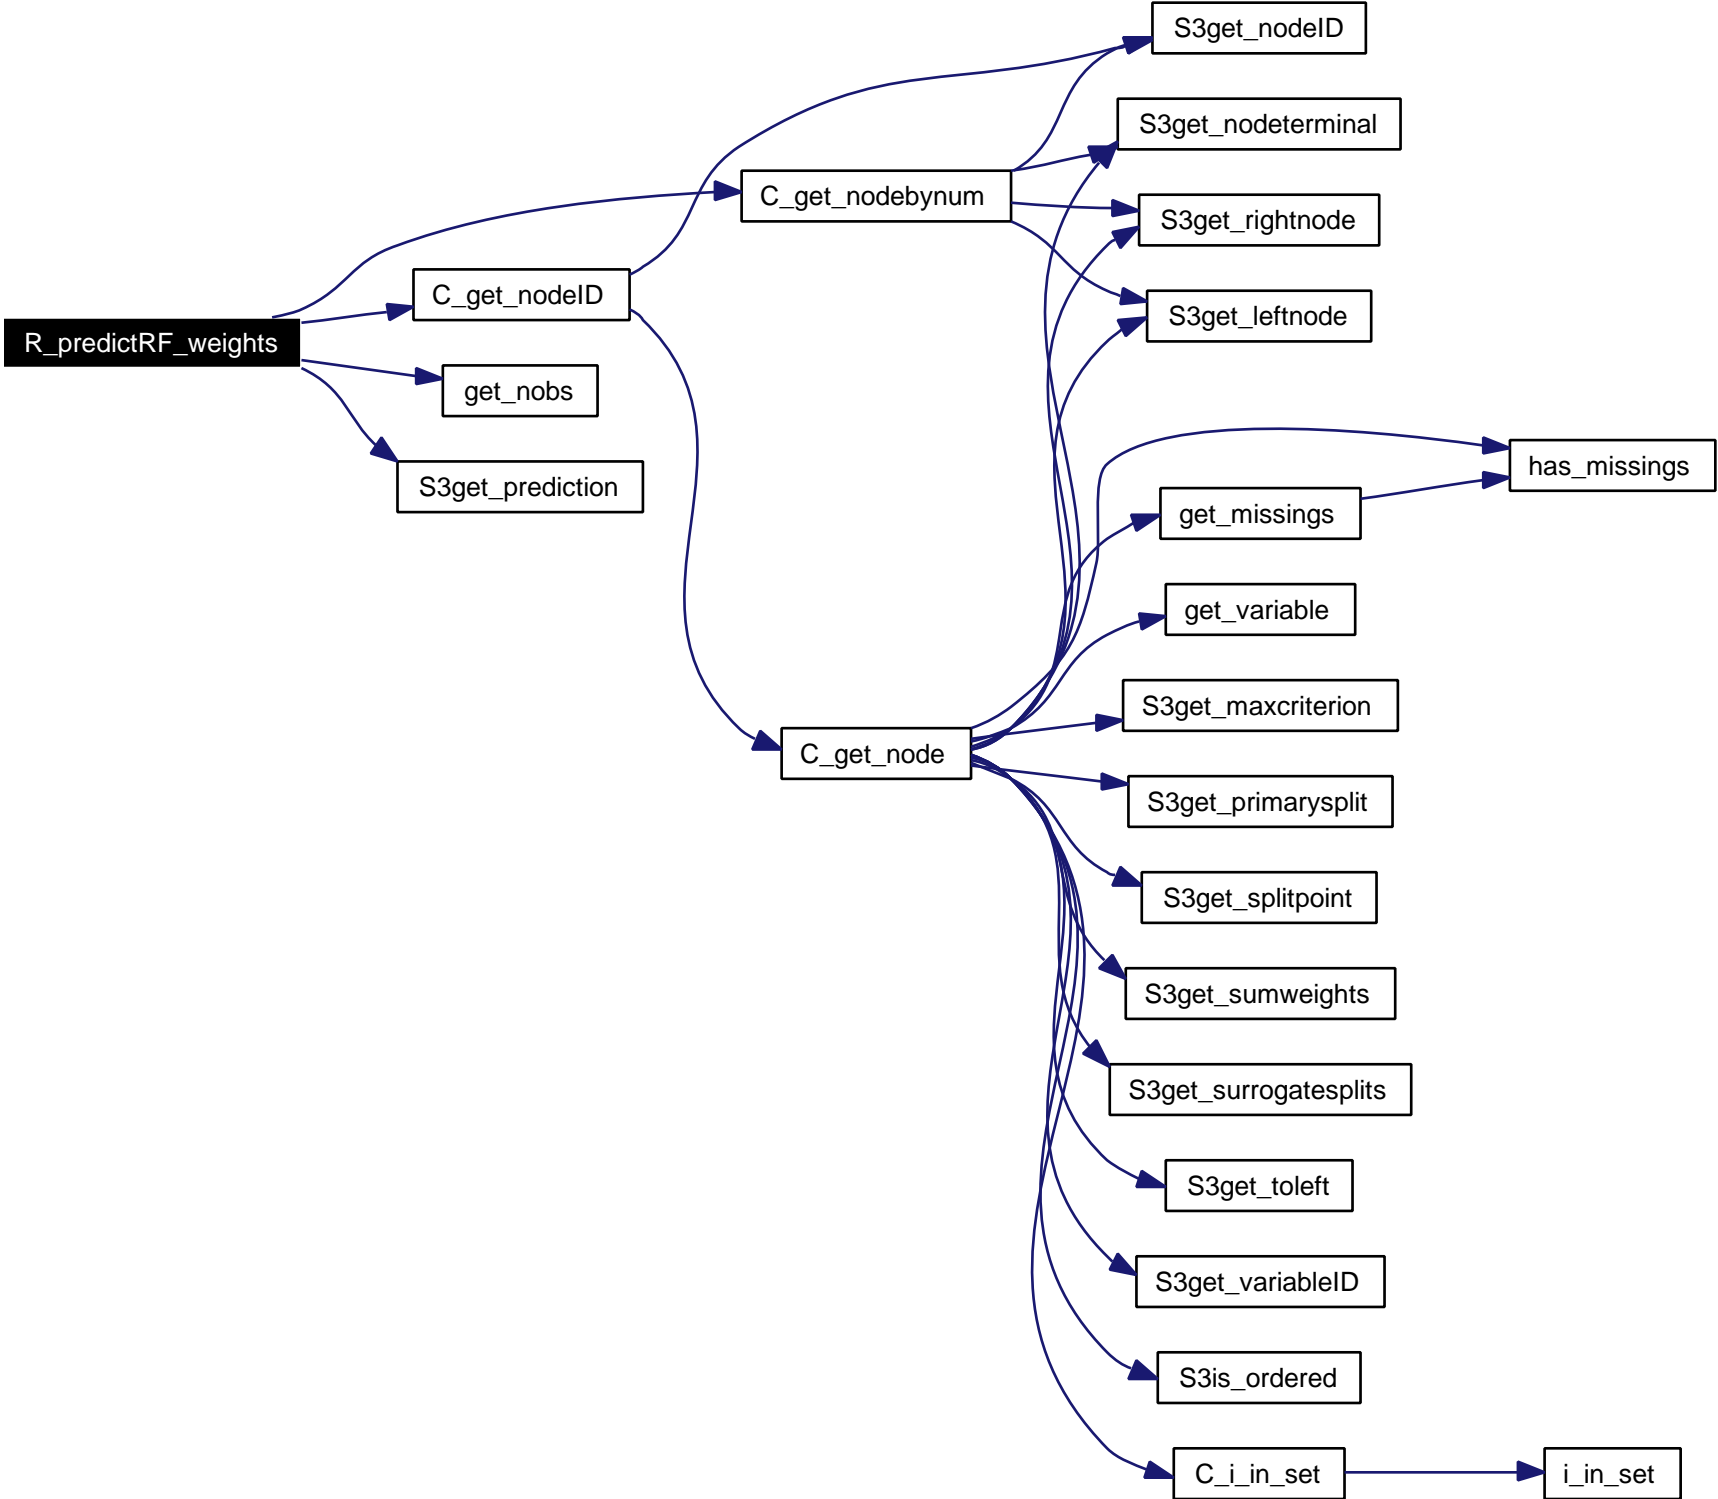 R_predictRF_weights
C_get_nodeID
get_nobs
S3get_prediction
C_get_nodebynum
C_get_node
S3get_nodeID
S3get_nodeterminal
S3get_rightnode
S3get_leftnode
has_missings
get_missings
get_variable
S3get_maxcriterion
S3get_primarysplit
S3get_splitpoint
S3get_sumweights
S3get_surrogatesplits
S3get_toleft
S3get_variableID
S3is_ordered
C_i_in_set
i_in_set